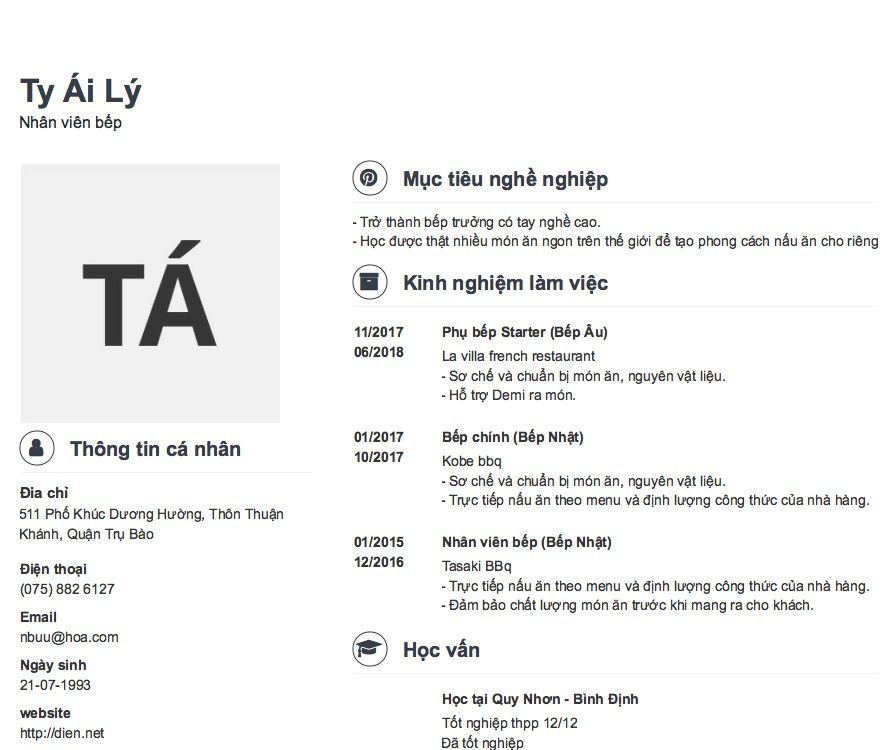 Ty Ái Lý
Nhân viên bếp
TÁ
Thông tin cá nhân
Đia chỉ
511 Phố Khúc Dương Hường, Thôn Thuận
Khánh, Quận Trụ Bào
Điện thoại
(075) 882 6127
Email
nbuu@hoa.com
Ngày sinh
21-07-1993
website
http://dien.net
Mục tiêu nghề nghiệp
- Trở thành bếp trưởng có tay nghề cao.
- Học được thật nhiều món ăn ngon trên thế giới để tạo phong cách nấu ăn cho riêng
Kinh nghiệm làm việc
11/2017
06/2018
Phụ bếp Starter (Bếp Âu)
La villa french restaurant
- Sơ chế và chuẩn bị món ăn, nguyên vật liệu.
- Hỗ trợ Demi ra món.
01/2017
10/2017
Bếp chính (Bếp Nhật)
Kobe bbq
- Sơ chế và chuẩn bị món ăn, nguyên vật liệu.
- Trực tiếp nấu ăn theo menu và định lượng công thức của nhà hàng.
01/2015
12/2016
Nhân viên bếp (Bếp Nhật)
Tasaki BBq
- Trực tiếp nấu ăn theo menu và định lượng công thức của nhà hàng.
- Đảm bảo chất lượng món ăn trước khi mang ra cho khách.
Học vấn
Học tại Quy Nhơn - Bình Định
Tốt nghiệp thpp 12/12
Đã tốt nghiệp